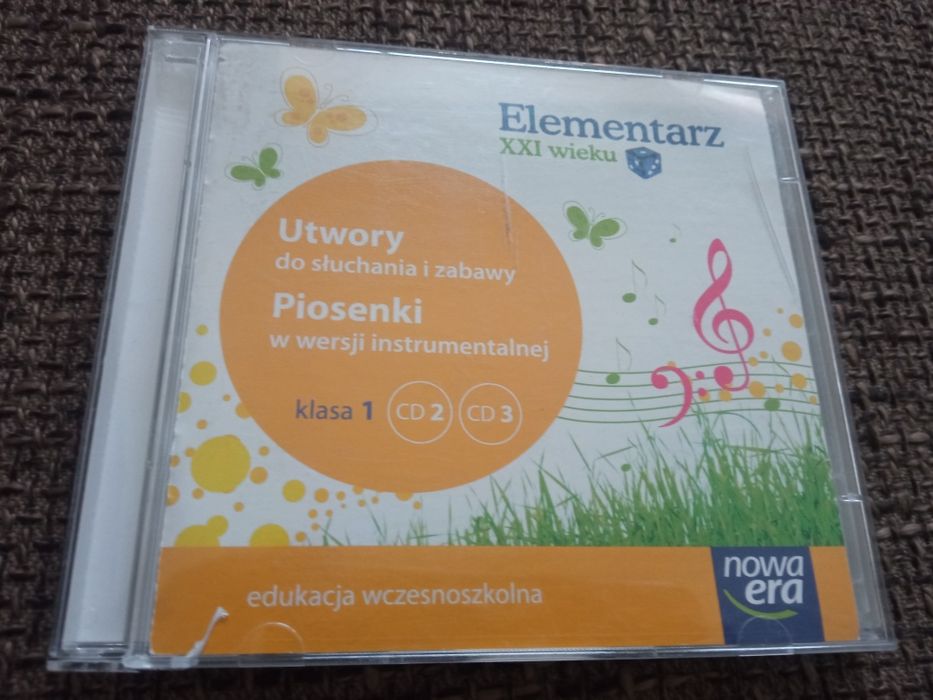 Elementarz
XXI wieku
Utwory
do słuchania i zabawy
Piosenki
w wersji instrumentalnej
klasa 1 CD 2 CD 3
edukacja wczesnoszkolna
nowa
era